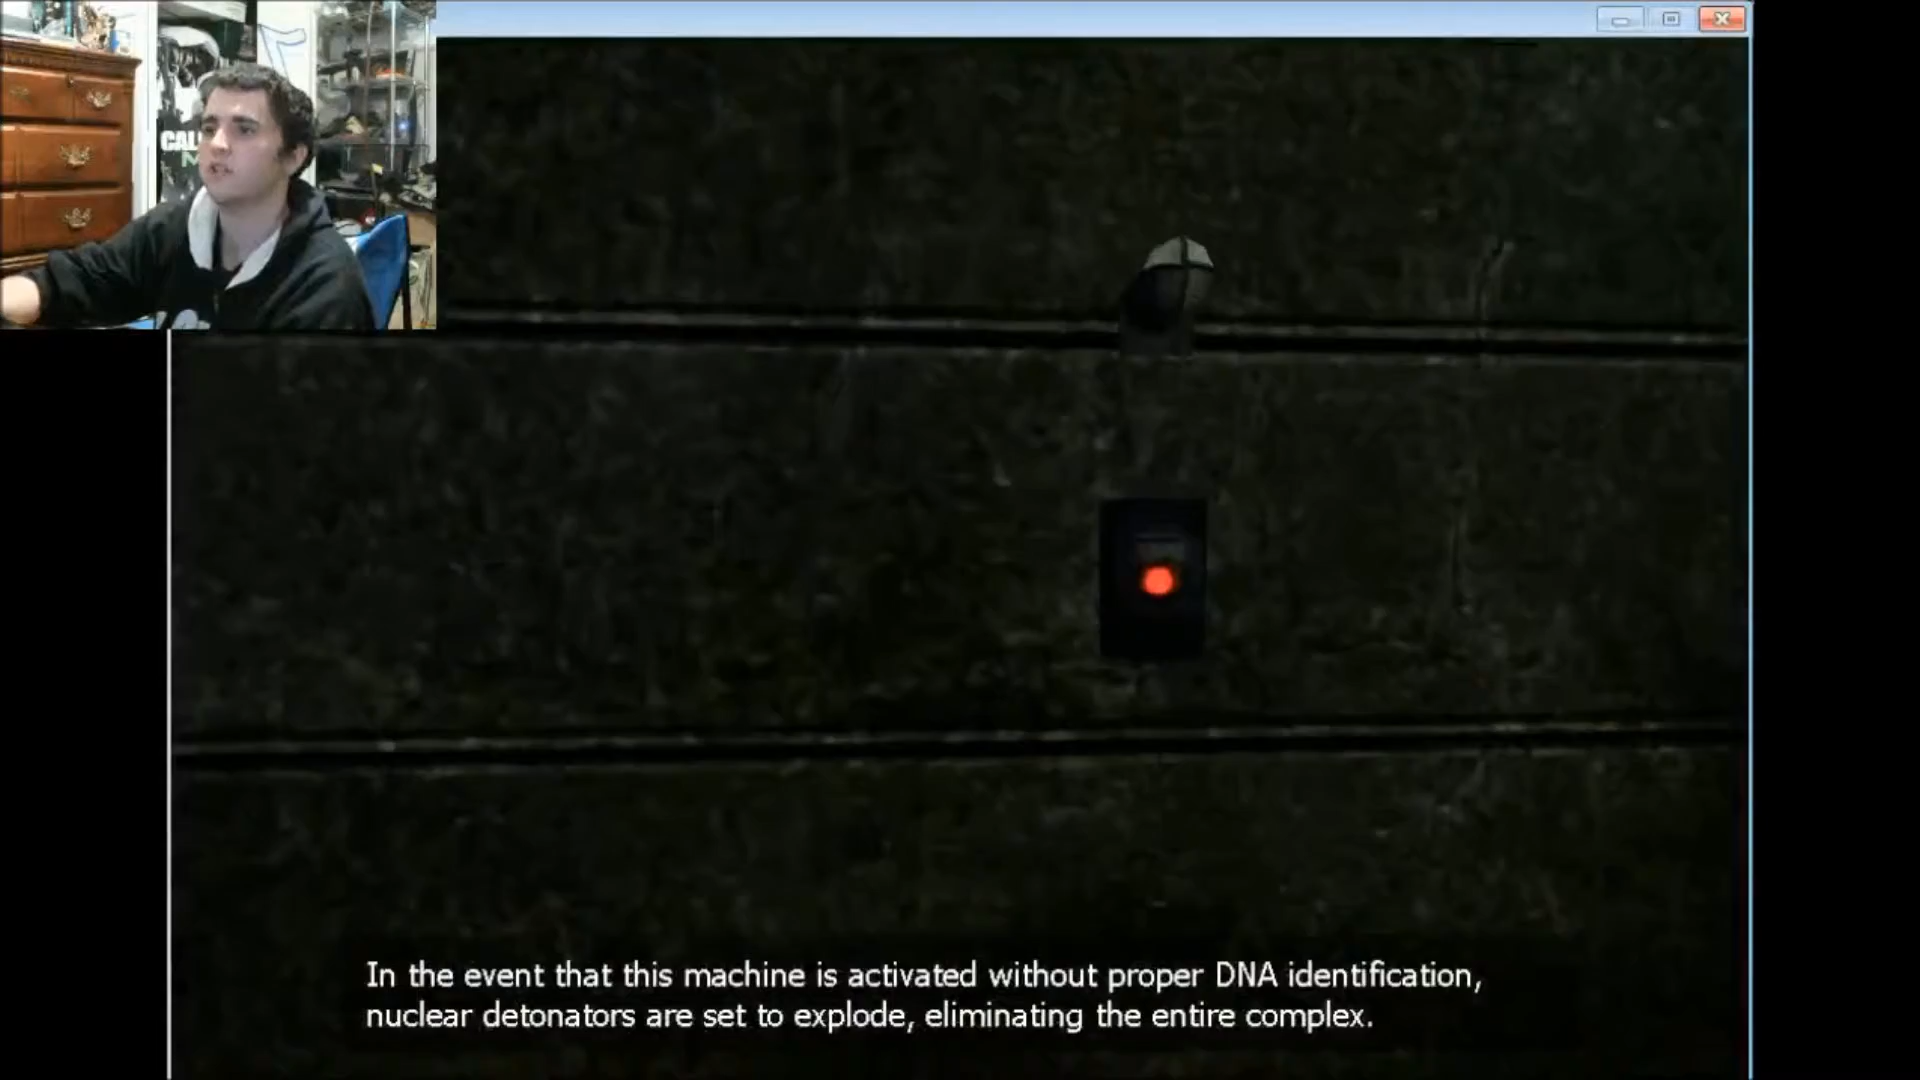 CAL
M
In the event that this machine is activated without proper DNA identification,
nuclear detonators are set to explode, eliminating the entire complex.